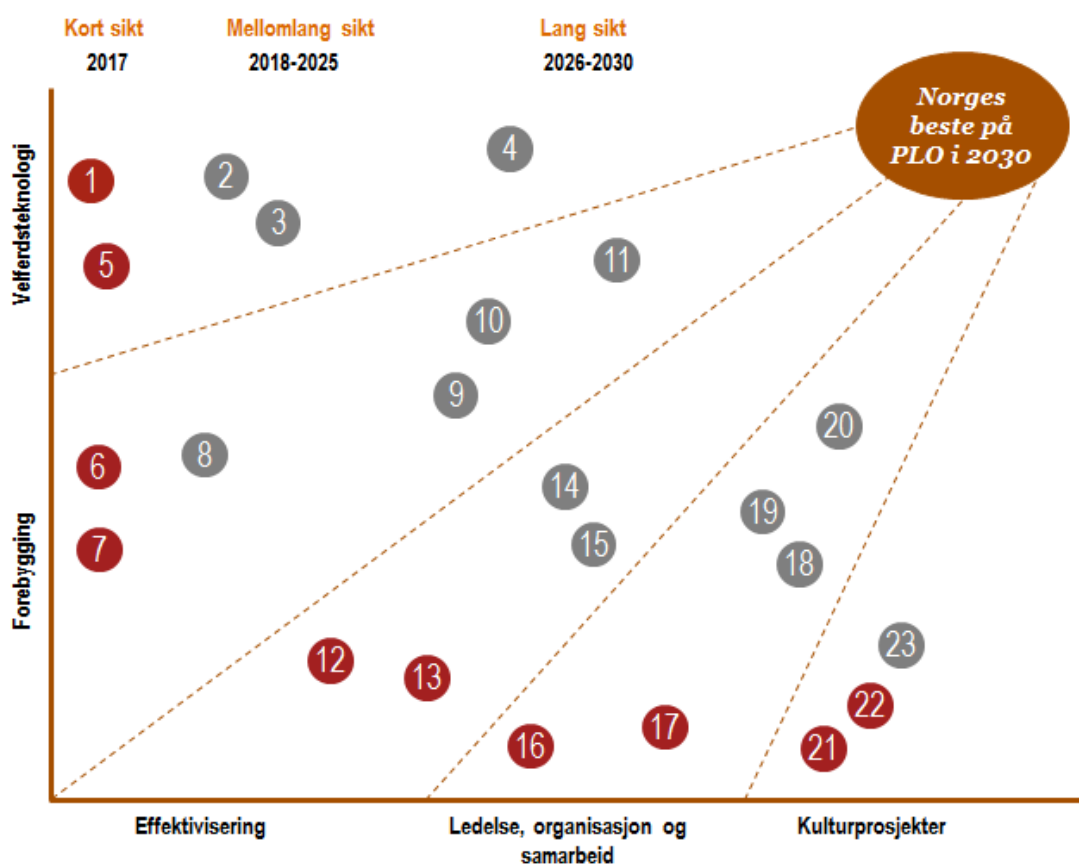 Kort sikt
2017
Mellomlang sikt
2018-2025
Lang sikt
2026-2030
Norges
beste på
PLO i 2030
Velferdsteknologi
1
2
3
4
5
11
10
9
Forebygging
6
8
7
20
14
19
15
18
12
13
23
22
17
16
21
Effektivisering
Ledelse, organisasjon og
samarbeid
Kulturprosjekter